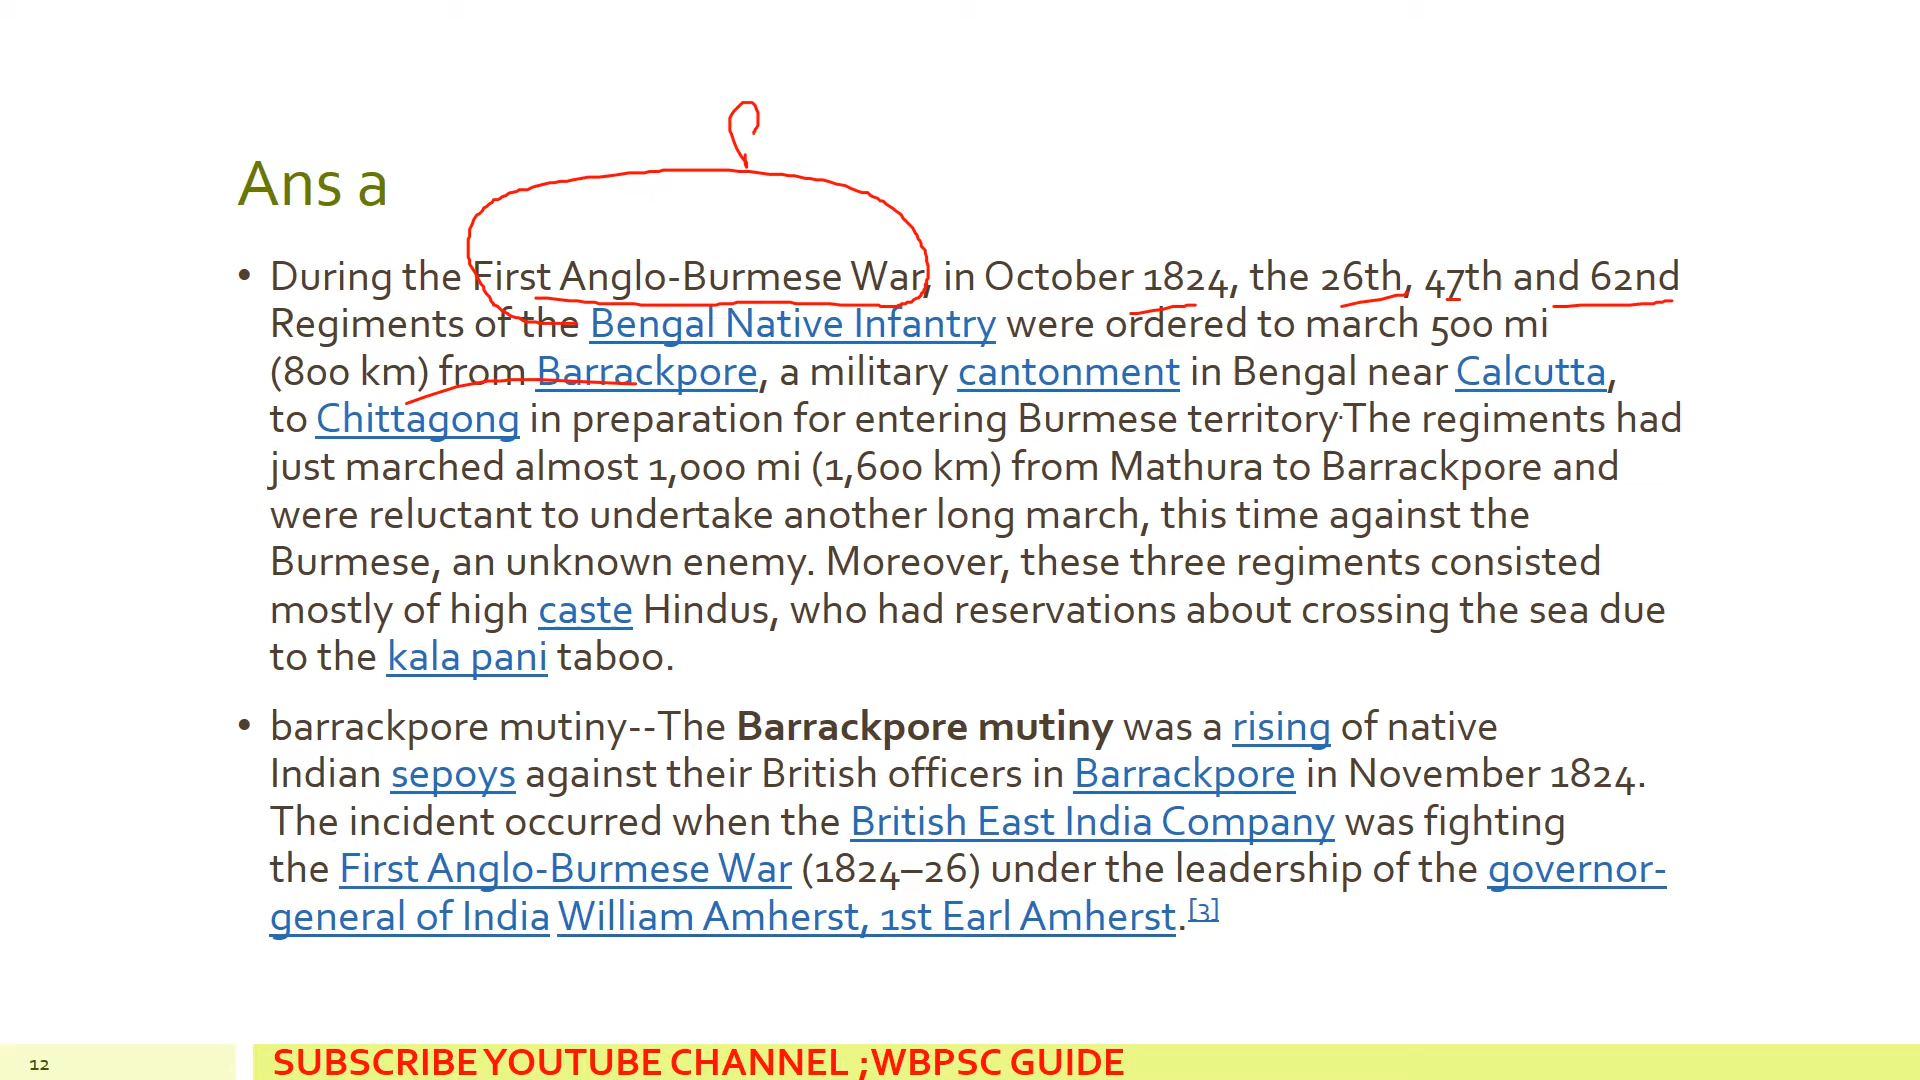 Ans a
• During the First Anglo-Burmese War, in October 1824, the 26th, 47th and 62nd
Regiments of the Bengal Native Infantry were ordered to march 500 mi
(800 km) from Barrackpore, a military cantonment in Bengal near Calcutta,
to Chittagong in preparation for entering Burmese territory.The regiments had
just marched almost 1,000 mi (1,600 km) from Mathura to Barrackpore and
were reluctant to undertake another long march, this time against the
Burmese, an unknown enemy. Moreover, these three regiments consisted
mostly of high caste Hindus, who had reservations about crossing the sea due
to the kala pani taboo.
• barrackpore mutiny--The Barrackpore mutiny was a rising of native
Indian sepoys against their British officers in Barrackpore in November 1824.
The incident occurred when the British East India Company was fighting
the First Anglo-Burmese War (1824–26) under the leadership of the governor-
general of India William Amherst, 1st Earl Amherst.[3]
12
SUBSCRIBE YOUTUBE CHANNEL ;WBPSC GUIDE